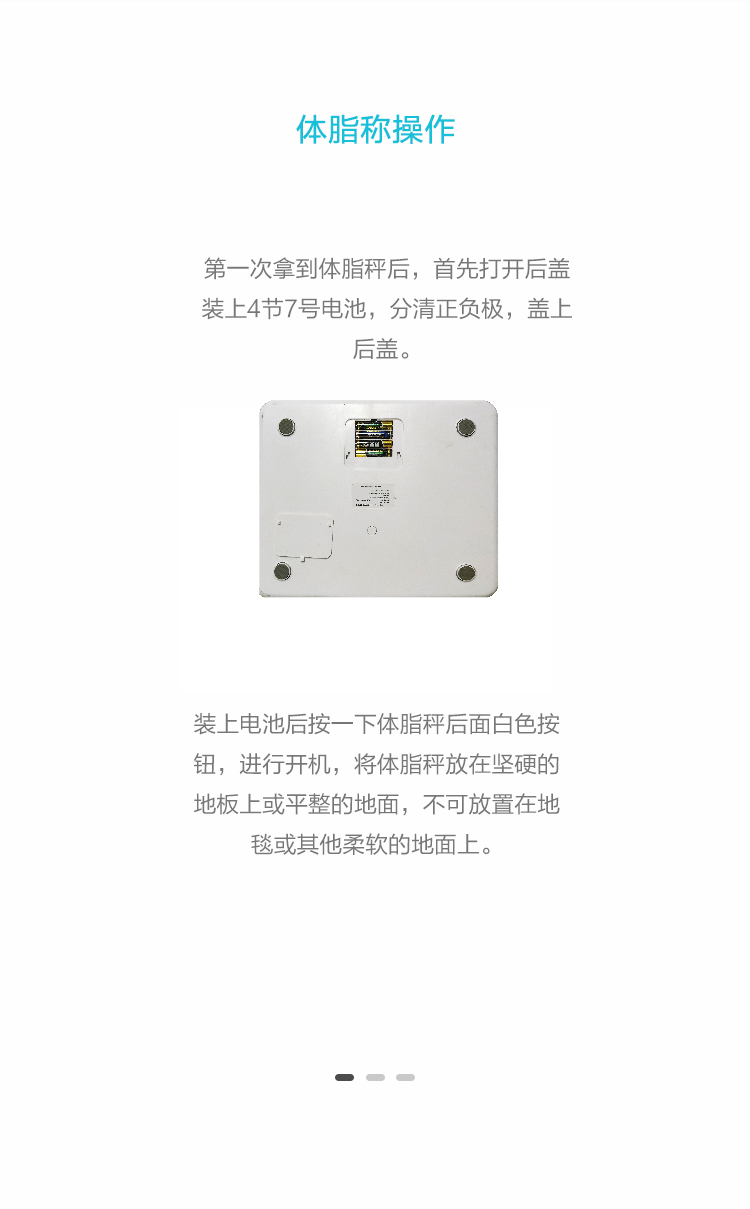 体脂称操作
第一次拿到体脂秤后，首先打开后盖
装上4节7号电池，分清正负极，盖上
后盖。
装上电池后按一下体脂秤后面白色按
钮，进行开机，将体脂秤放在坚硬的
地板上或平整的地面，不可放置在地
毯或其他柔软的地面上。